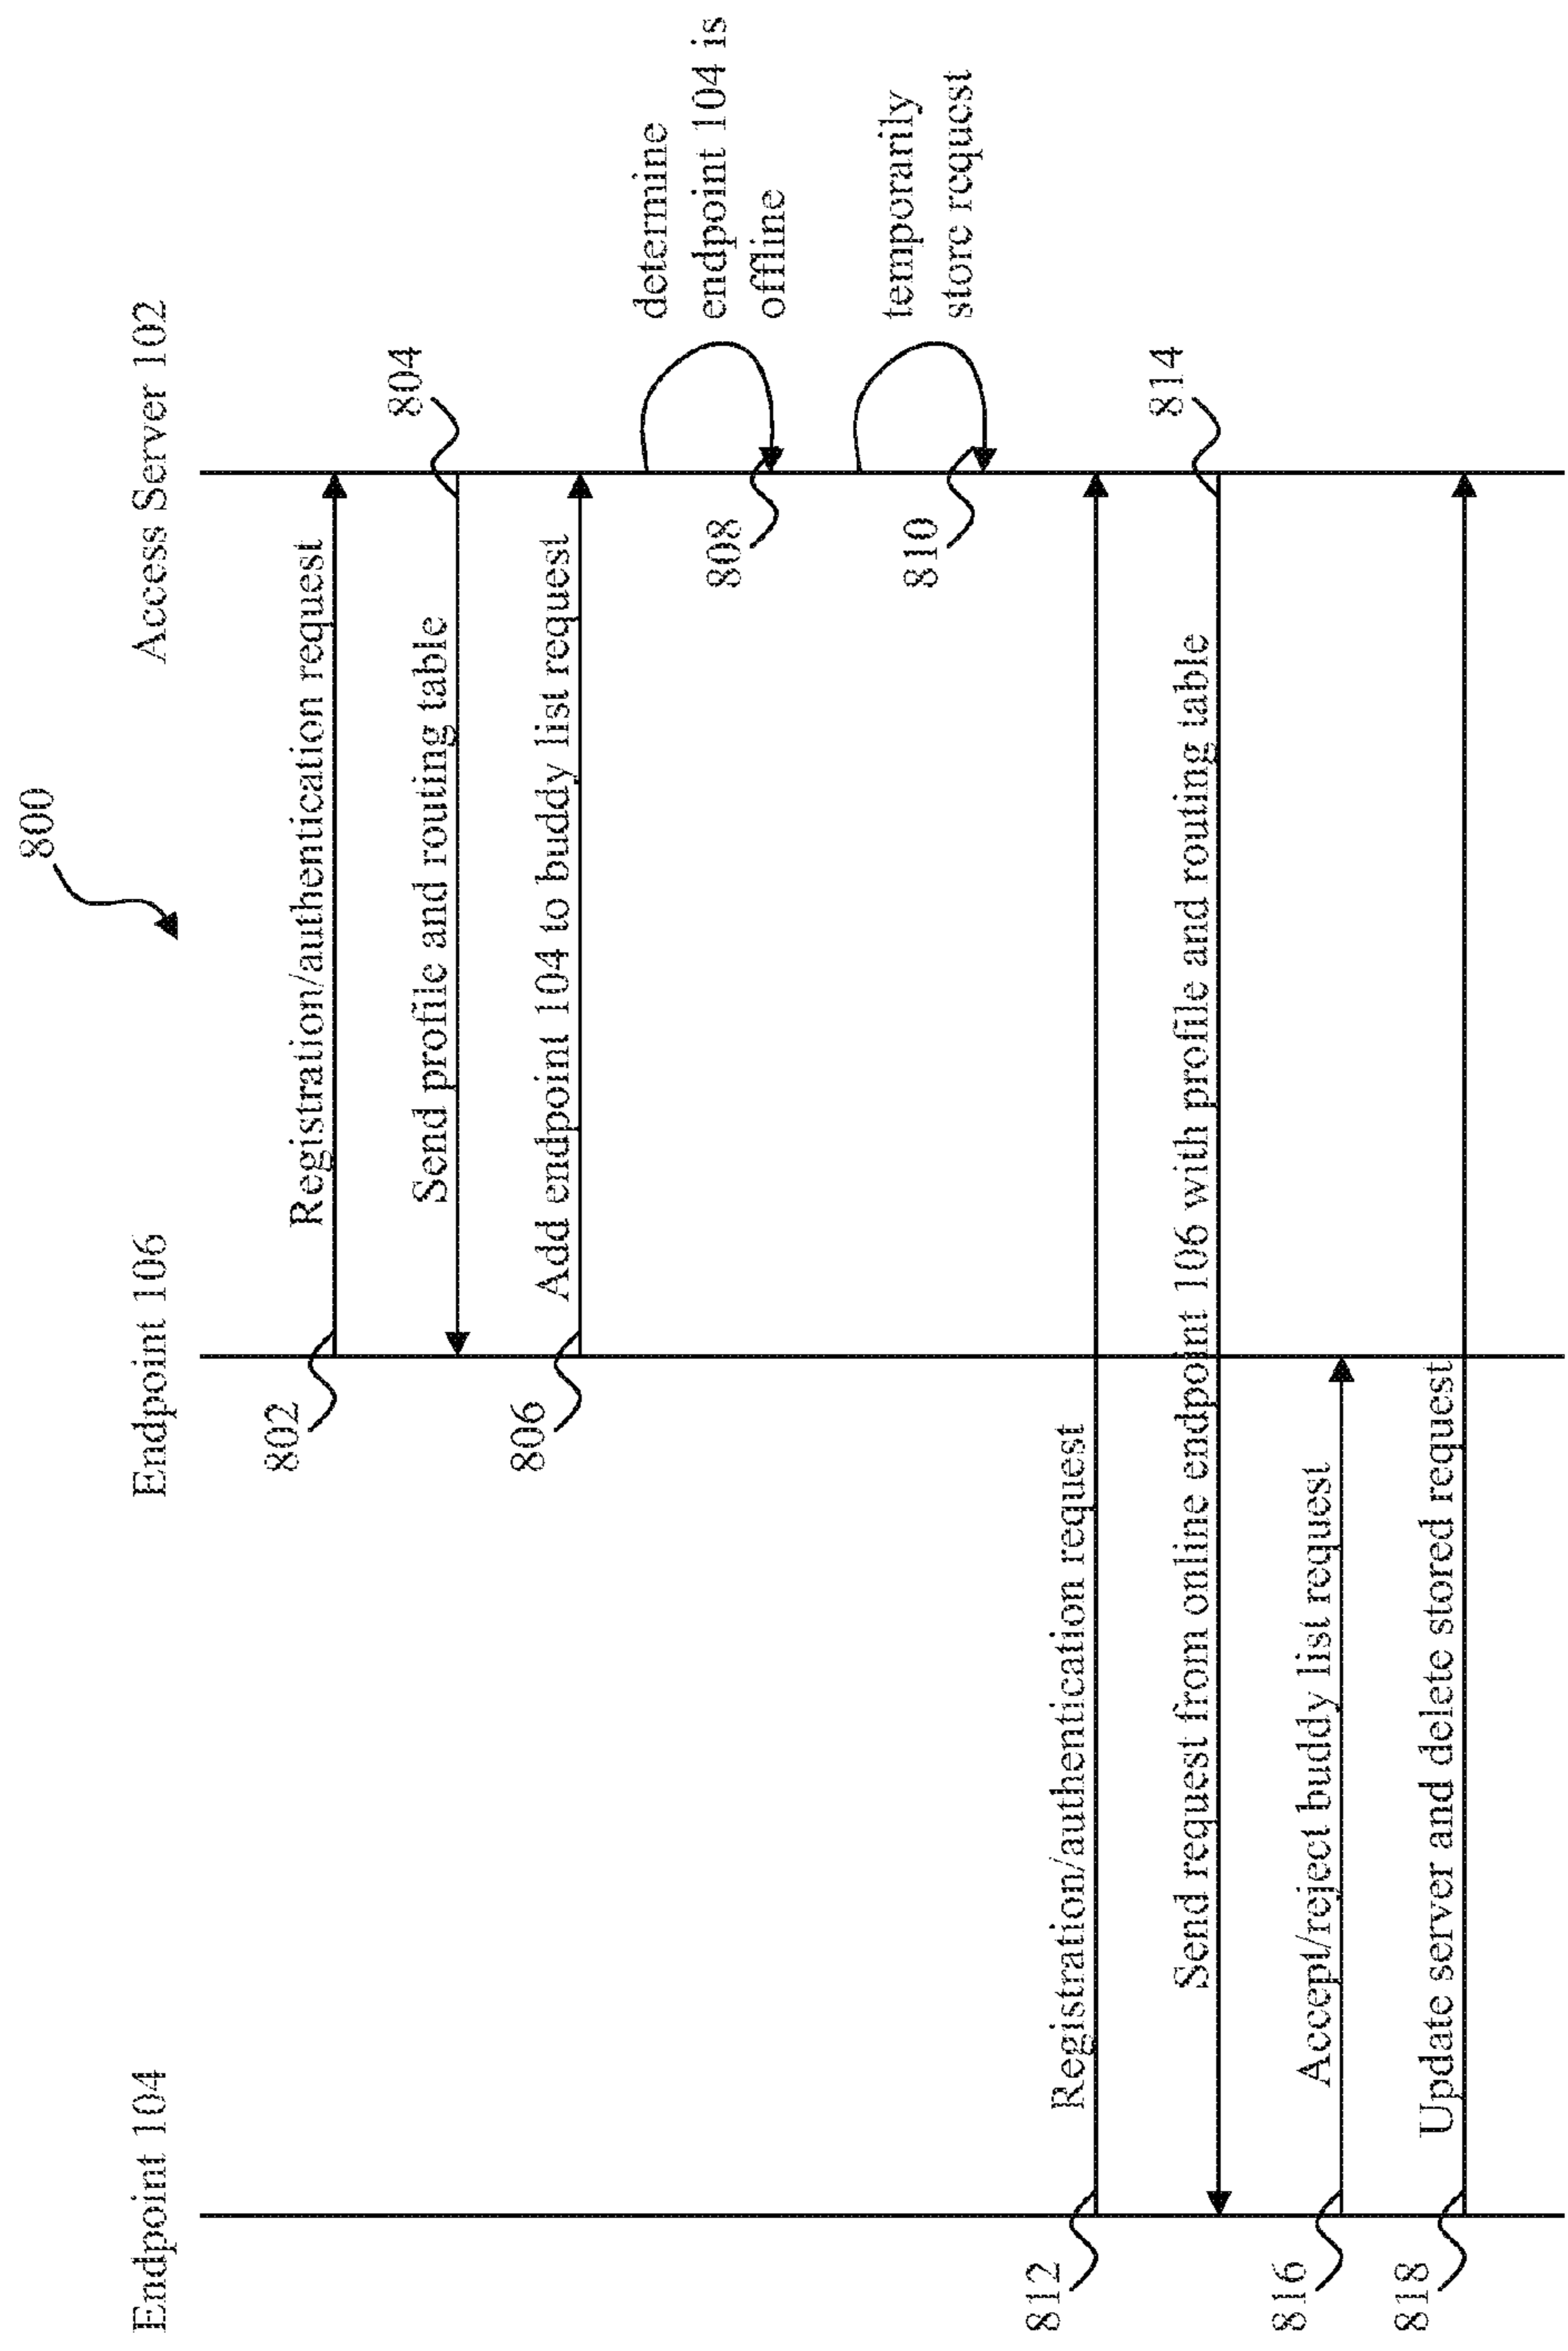 800
Endpoint 104
Endpoint 106
Access Server 102
Registration/authentication request
802
Send profile and routing table
804
Add endpoint 104 to buddy list request
806
determine
endpoint 104 is
offline
808
temporarily
store request
810
Registration/authentication request
812
Send request from online endpoint 106 with profile and routing table
814
Accept/reject buddy list request
816
Update server and delete stored request
818